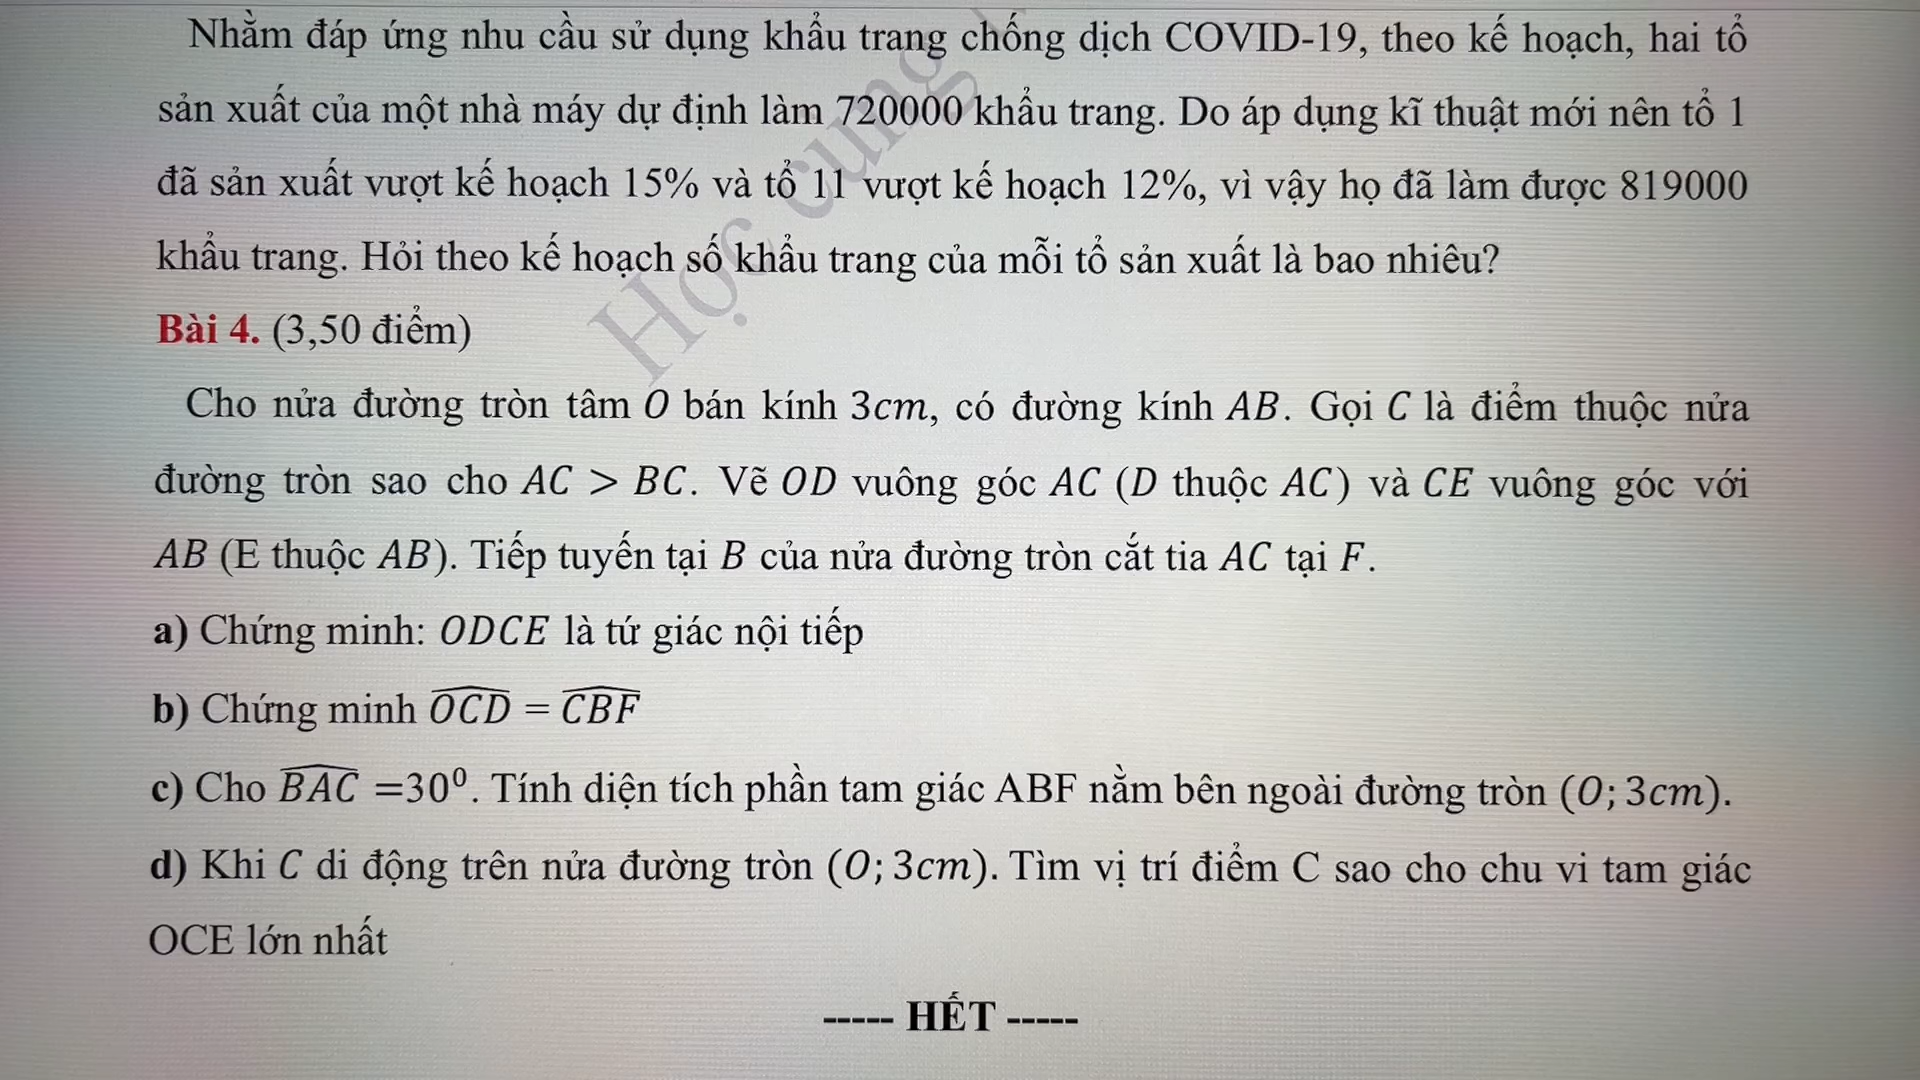 Nhằm đáp ứng nhu cầu sử dụng khẩu trang chống dịch COVID-19, theo kế hoạch, hai tổ
sản xuất của một nhà máy dự định làm 720000 khẩu trang. Do áp dụng kĩ thuật mới nên tổ 1
đã sản xuất vượt kế hoạch 15% và tổ 11 vượt kế hoạch 12%, vì vậy họ đã làm được 819000
khẩu trang. Hỏi theo kế hoạch số khẩu trang của mỗi tổ sản xuất là bao nhiêu?
Bài 4. (3,50 điểm)
Cho nửa đường tròn tâm O bán kính 3cm, có đường kính AB. Gọi C là điểm thuộc nửa
đường tròn sao cho AC > BC. Vẽ OD vuông góc AC (D thuộc AC) và CE vuông góc với
AB (E thuộc AB). Tiếp tuyến tại B của nửa đường tròn cắt tia AC tại F.
a) Chứng minh: ODCE là tứ giác nội tiếp
b) Chứng minh \widehat{OCD} = \widehat{CBF}
c) Cho \widehat{BAC} =30⁰. Tính diện tích phần tam giác ABF nằm bên ngoài đường tròn (O; 3cm).
d) Khi C di động trên nửa đường tròn (O; 3cm). Tìm vị trí điểm C sao cho chu vi tam giác
OCE lớn nhất
----- HẾT -----
Học cùng